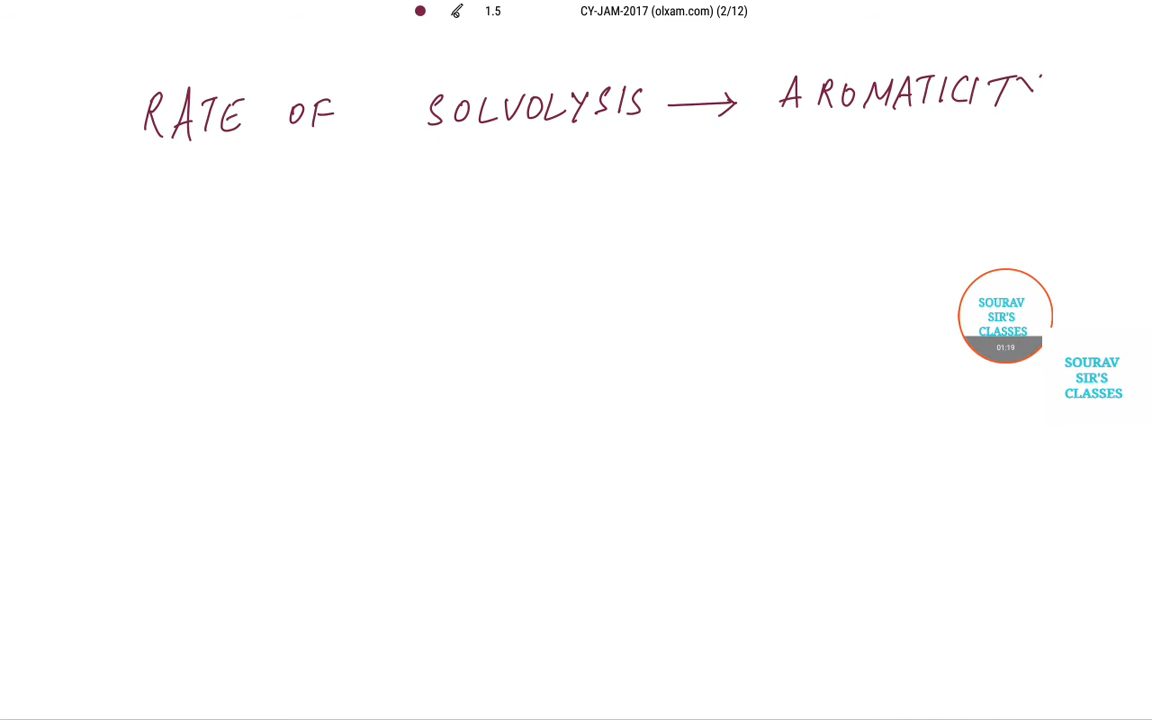 1.5 CY-JAM-2017 (olxam.com) (2/12)
RATE OF SOLVOLYSIS → AROMATICITY
SOURAV
SIR'S
CLASSES
01:19
SOURAV
SIR'S
CLASSES